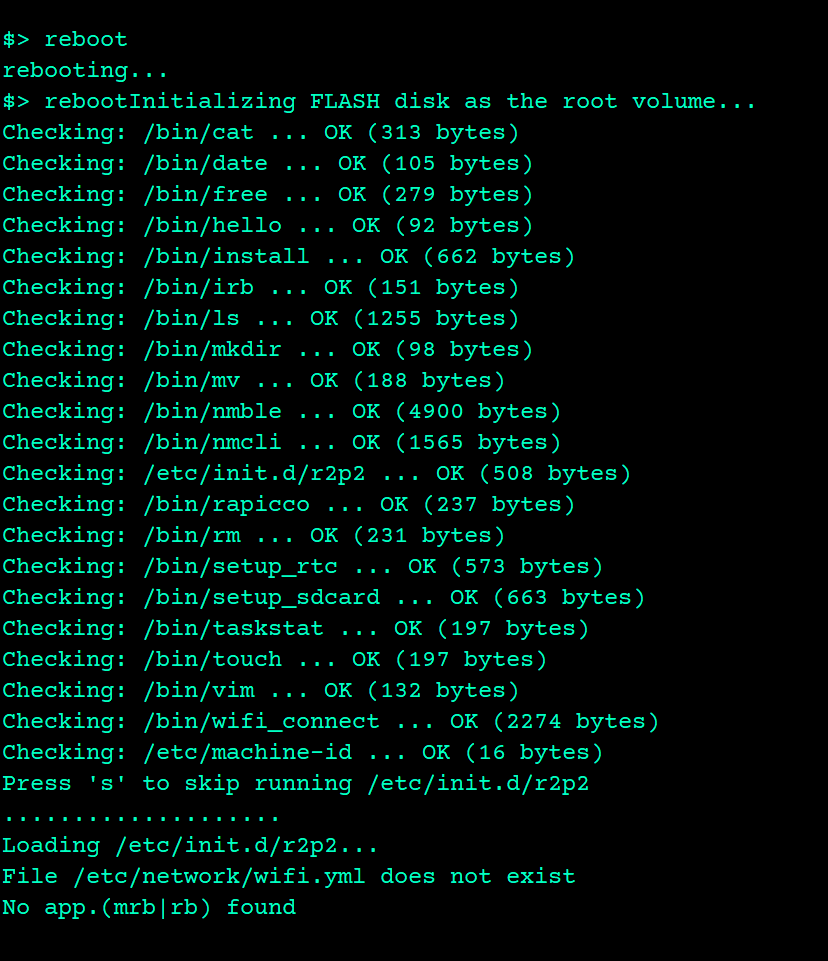 $> reboot
rebooting...
$> rebootInitializing FLASH disk as the root volume...
Checking: /bin/cat ... OK (313 bytes)
Checking: /bin/date ... OK (105 bytes)
Checking: /bin/free ... OK (279 bytes)
Checking: /bin/hello ... OK (92 bytes)
Checking: /bin/install ... OK (662 bytes)
Checking: /bin/irb ... OK (151 bytes)
Checking: /bin/ls ... OK (1255 bytes)
Checking: /bin/mkdir ... OK (98 bytes)
Checking: /bin/mv ... OK (188 bytes)
Checking: /bin/nmble ... OK (4900 bytes)
Checking: /bin/nmcli ... OK (1565 bytes)
Checking: /etc/init.d/r2p2 ... OK (508 bytes)
Checking: /bin/rapicco ... OK (237 bytes)
Checking: /bin/rm ... OK (231 bytes)
Checking: /bin/setup_rtc ... OK (573 bytes)
Checking: /bin/setup_sdcard ... OK (663 bytes)
Checking: /bin/taskstat ... OK (197 bytes)
Checking: /bin/touch ... OK (197 bytes)
Checking: /bin/vim ... OK (132 bytes)
Checking: /bin/wifi_connect ... OK (2274 bytes)
Checking: /etc/machine-id ... OK (16 bytes)
Press 's' to skip running /etc/init.d/r2p2
....................
Loading /etc/init.d/r2p2...
File /etc/network/wifi.yml does not exist
No app.(mrb|rb) found